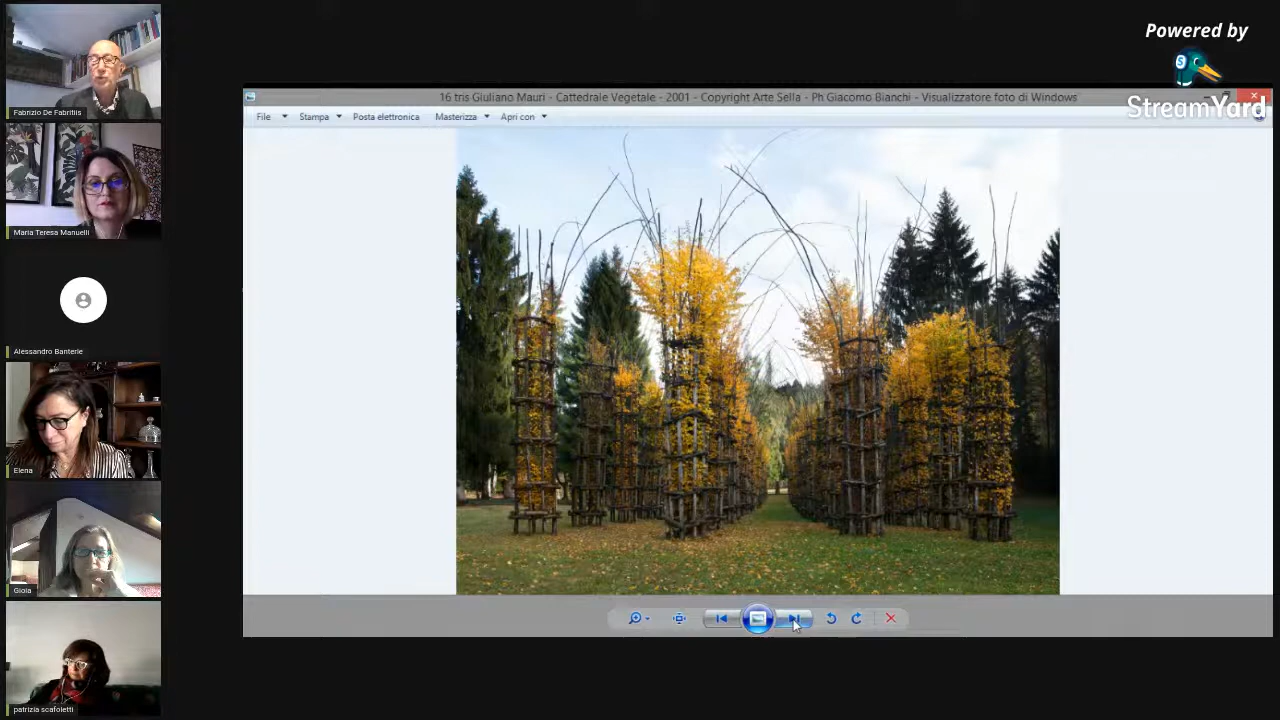 Powered by
StreamYard
16 tris Giuliano Mauri - Cattedrale Vegetale - 2001 - Copyright Arte Sella - Ph Giacomo Bianchi - Visualizzatore foto di Windows
File Stampa Posta elettronica Masterizza Apri con
Fabrizio De Fabritiis
Maria Teresa Manuelli
Alessandro Banterle
Elena
Gioia
patrizia scafoletti